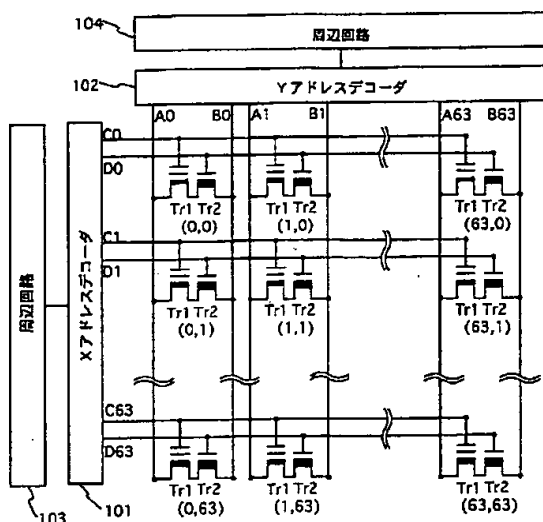 104
周辺回路
102
Yアドレスデコーダ
A0 B0 A1 B1 A63 B63
C0
D0
Tr1 Tr2 Tr1 Tr2 Tr1 Tr2
(0,0) (1,0) (63,0)
C1
D1
Tr1 Tr2 Tr1 Tr2 Tr1 Tr2
(0,1) (1,1) (63,1)
周辺回路
Xアドレスデコーダ
C63
D63
Tr1 Tr2 Tr1 Tr2 Tr1 Tr2
(0,63) (1,63) (63,63)
103
101